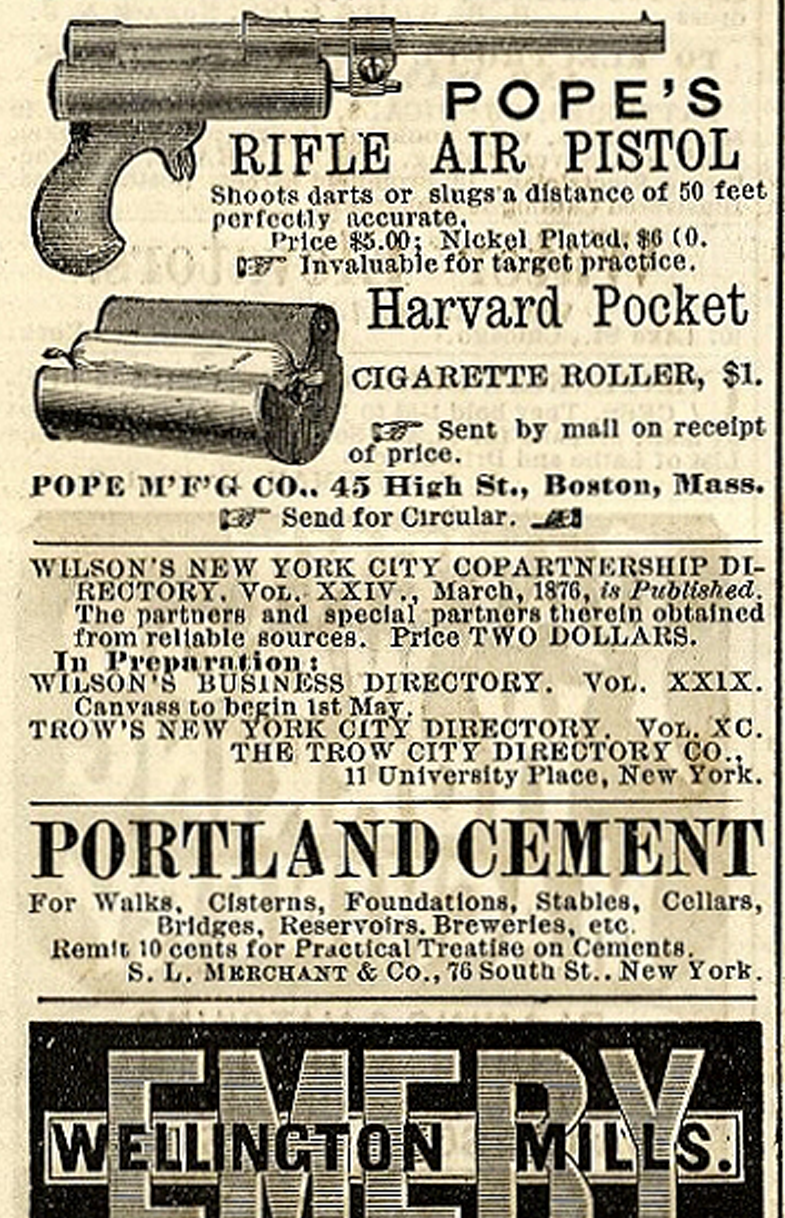 POPE'S
RIFLE AIR PISTOL
Shoots darts or slugs a distance of 50 feet
perfectly accurate.
Price $5.00; Nickel Plated, $6 00.
Invaluable for target practice.
Harvard Pocket
CIGARETTE ROLLER, $1.
Sent by mail on receipt
of price.
POPE M'F'G CO., 45 High St., Boston, Mass.
Send for Circular.
WILSON'S NEW YORK CITY COPARTNERSHIP DI-
RECTORY. VOL. XXIV., March, 1876, is Published.
The partners and special partners therein obtained
from reliable sources. Price TWO DOLLARS.
In Preparation:
WILSON'S BUSINESS DIRECTORY. VOL. XXIX.
Canvass to begin 1st May.
TROW'S NEW YORK CITY DIRECTORY. VOL. XC.
THE TROW CITY DIRECTORY CO.,
11 University Place, New York.
PORTLAND CEMENT
For Walks, Cisterns, Foundations, Stables, Cellars,
Bridges, Reservoirs, Breweries, etc.
Remit 10 cents for Practical Treatise on Cements.
S. L. MERCHANT & CO., 76 South St., New York.
EMERY
WELLINGTON MILLS.